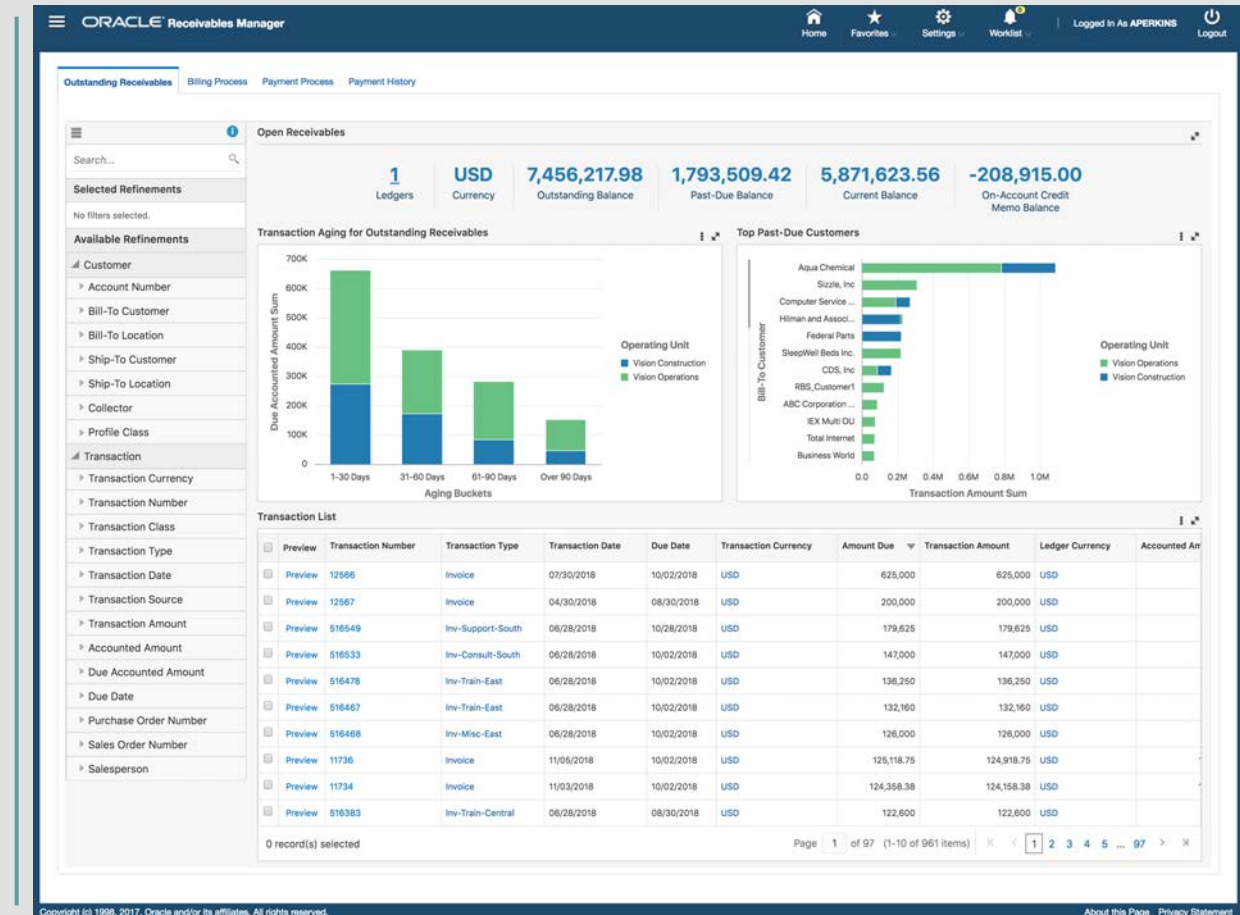 ORACLE Receivables Manager
Home Favorites Settings Worklist Logged In As APERKINS Logout
Outstanding Receivables Billing Process Payment Process Payment History
Search...
Selected Refinements
No filters selected.
Available Refinements
Customer
Account Number
Bill-To Customer
Bill-To Location
Ship-To Customer
Ship-To Location
Collector
Profile Class
Transaction
Transaction Currency
Transaction Number
Transaction Class
Transaction Type
Transaction Date
Transaction Source
Transaction Amount
Accounted Amount
Due Accounted Amount
Due Date
Purchase Order Number
Sales Order Number
Salesperson
Open Receivables
1 USD 7,456,217.98 1,793,509.42 5,871,623.56 -208,915.00
Ledgers Currency Outstanding Balance Past-Due Balance Current Balance On-Account Credit
Memo Balance
Transaction Aging for Outstanding Receivables
Due Accounted Amount Sum
700K
600K
500K
400K
300K
200K
100K
0
1-30 Days 31-60 Days 61-90 Days Over 90 Days
Aging Buckets
Operating Unit
Vision Construction
Vision Operations
Top Past-Due Customers
Bill-To Customer
Aqua Chemical
Sizzle, Inc
Computer Service ...
Hilman and Associ...
Federal Parts
SleepWell Beds Inc.
CDS, Inc
RBS_Customer1
ABC Corporation ...
IEX Multi OU
Total Internet
Business World
0.0 0.2M 0.4M 0.6M 0.8M 1.0M
Transaction Amount Sum
Operating Unit
Vision Operations
Vision Construction
Transaction List
Preview Transaction Number Transaction Type Transaction Date Due Date Transaction Currency Amount Due Transaction Amount Ledger Currency Accounted Am
Preview 12566 Invoice 07/30/2018 10/02/2018 USD 625,000 625,000 USD
Preview 12567 Invoice 04/30/2018 08/30/2018 USD 200,000 200,000 USD
Preview 516549 Inv-Support-South 06/28/2018 10/28/2018 USD 179,625 179,625 USD
Preview 516533 Inv-Consult-South 06/28/2018 10/02/2018 USD 147,000 147,000 USD
Preview 516478 Inv-Train-East 06/28/2018 10/02/2018 USD 136,250 136,250 USD
Preview 516467 Inv-Train-East 06/28/2018 10/02/2018 USD 132,160 132,160 USD
Preview 516468 Inv-Misc-East 06/28/2018 10/02/2018 USD 126,000 126,000 USD
Preview 11736 Invoice 11/05/2018 10/02/2018 USD 125,118.75 124,918.75 USD
Preview 11734 Invoice 11/03/2018 10/02/2018 USD 124,358.38 124,158.38 USD
Preview 516383 Inv-Train-Central 06/28/2018 08/30/2018 USD 122,600 122,600 USD
0 record(s) selected
Page 1 of 97 (1-10 of 961 items) 1 2 3 4 5 ... 97
Copyright (c) 1998, 2017, Oracle and/or its affiliates. All rights reserved.
About this Page Privacy Statement